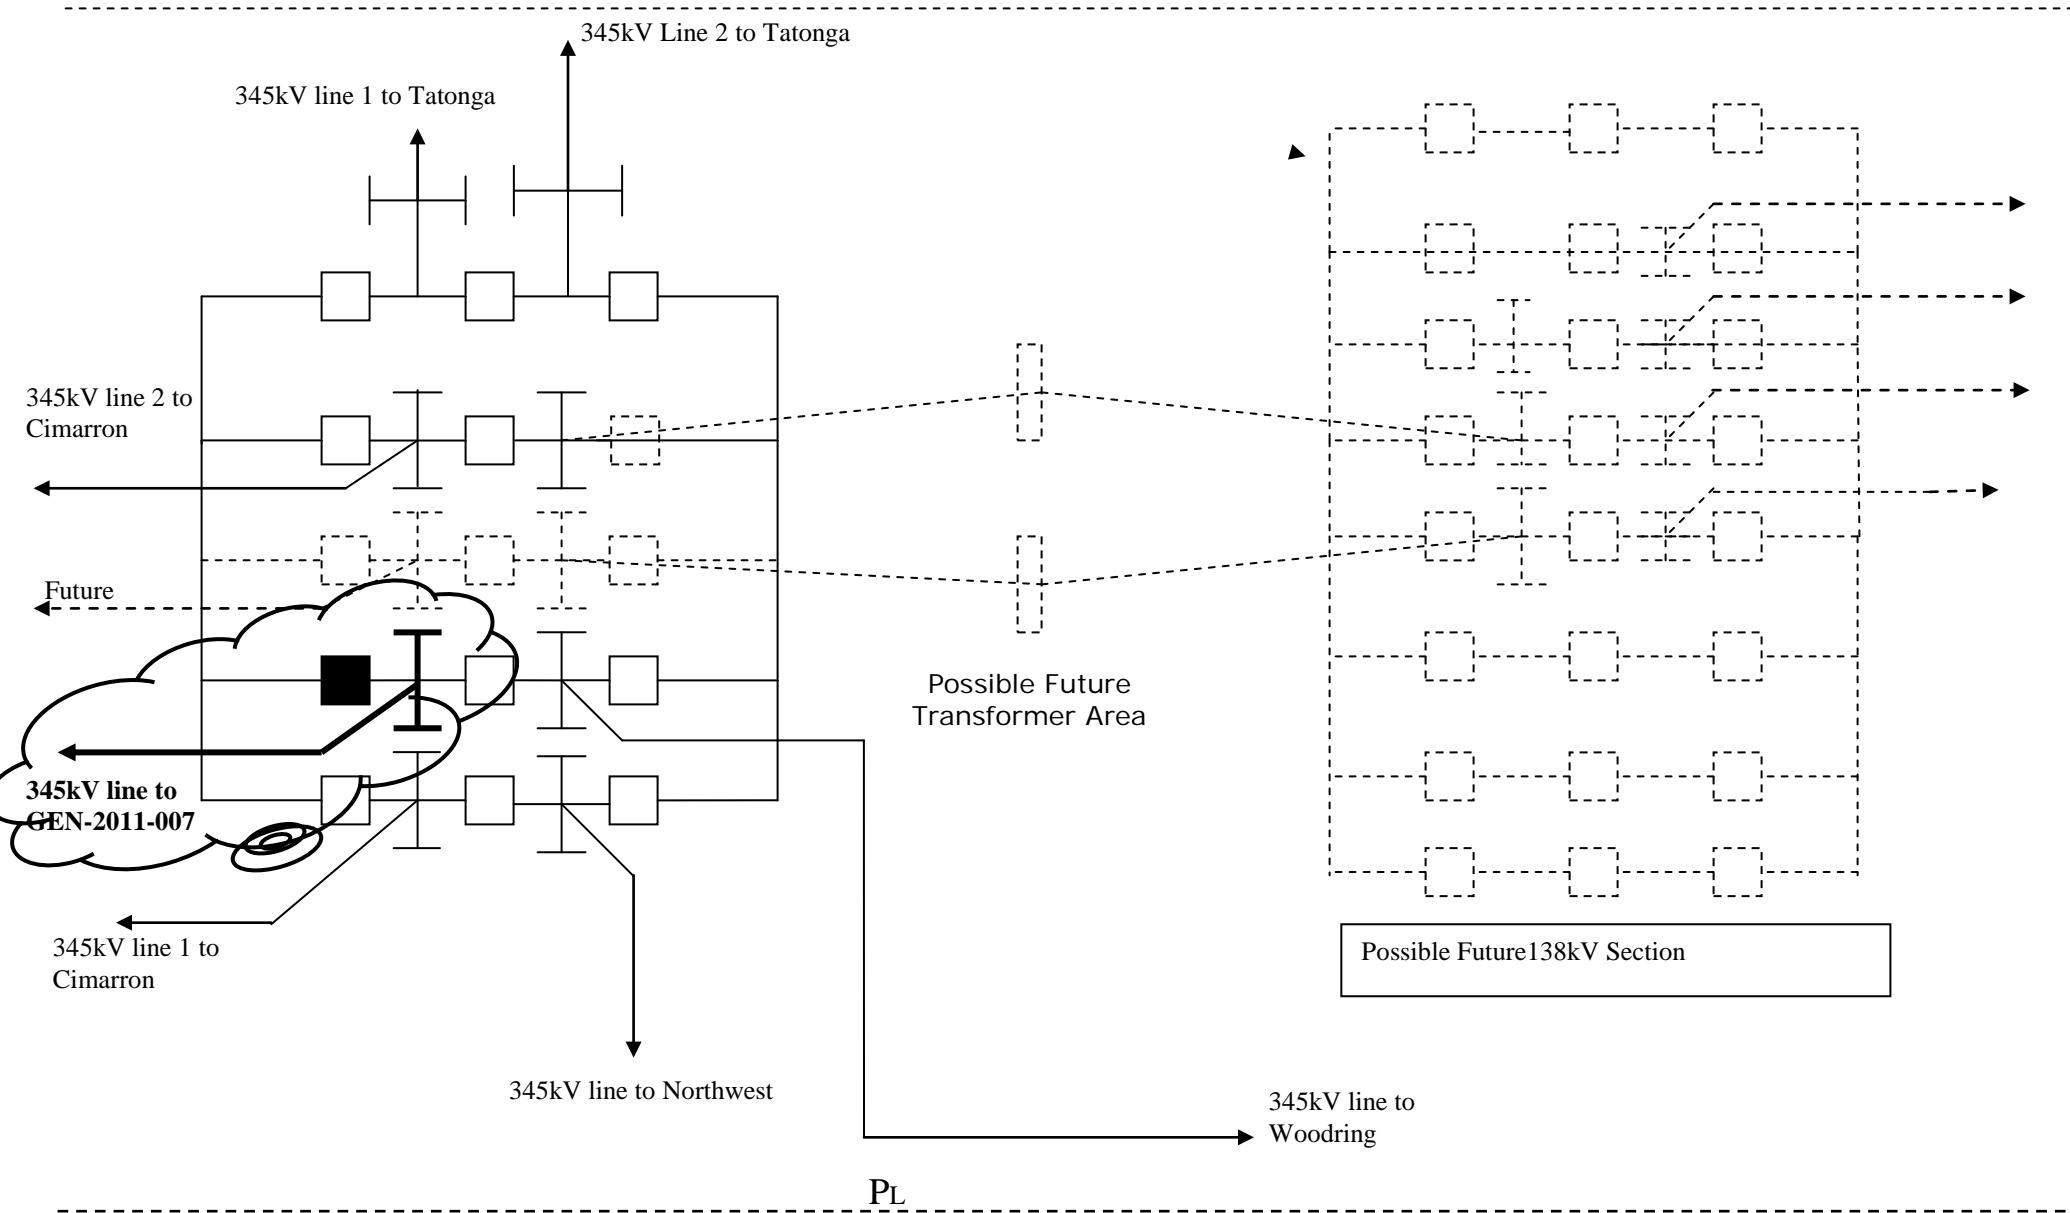 345kV Line 2 to Tatonga
345kV line 1 to Tatonga
345kV line 2 to
Cimarron
Future
Possible Future
Transformer Area
345kV line to
GEN-2011-007
345kV line 1 to
Cimarron
Possible Future138kV Section
345kV line to Northwest
345kV line to
Woodring
PL